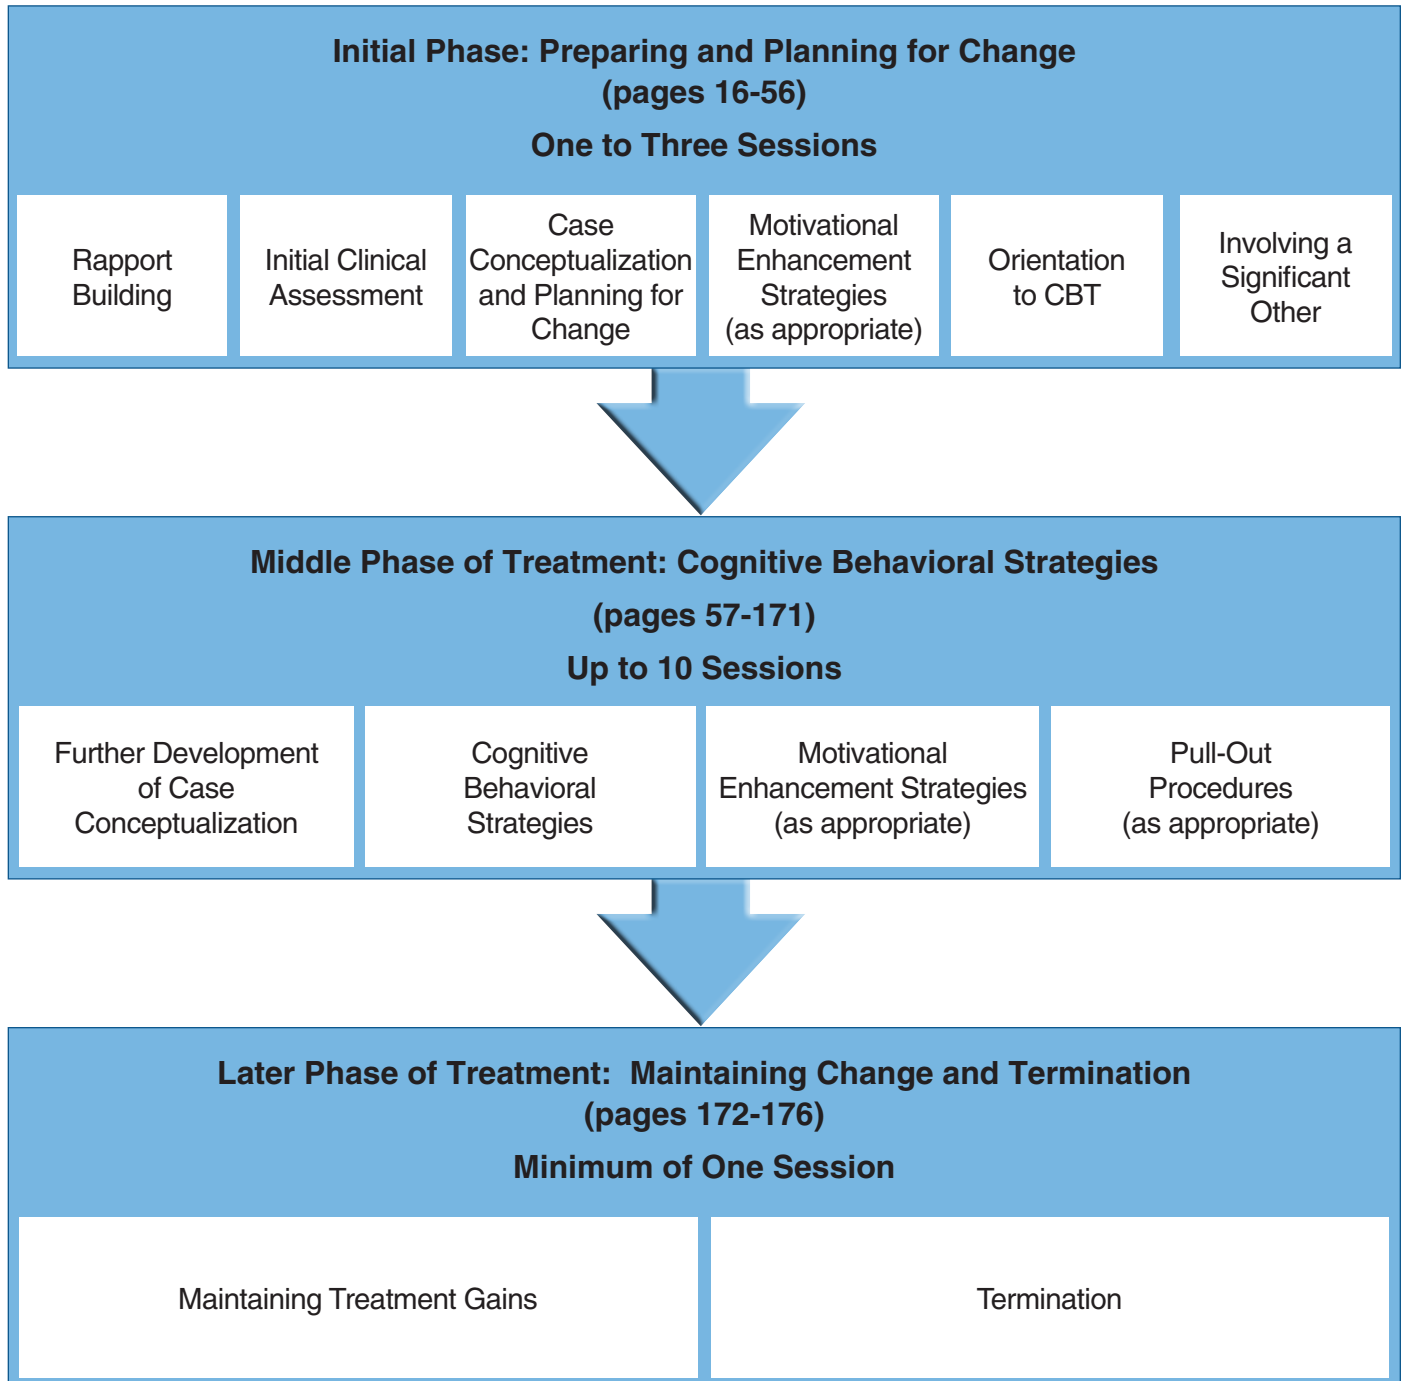 Initial Phase: Preparing and Planning for Change
(pages 16-56)
One to Three Sessions
Rapport
Building
Initial Clinical
Assessment
Case
Conceptualization
and Planning for
Change
Motivational
Enhancement
Strategies
(as appropriate)
Orientation
to CBT
Involving a
Significant
Other
Middle Phase of Treatment: Cognitive Behavioral Strategies
(pages 57-171)
Up to 10 Sessions
Further Development
of Case
Conceptualization
Cognitive
Behavioral
Strategies
Motivational
Enhancement Strategies
(as appropriate)
Pull-Out
Procedures
(as appropriate)
Later Phase of Treatment:  Maintaining Change and Termination
(pages 172-176)
Minimum of One Session
Maintaining Treatment Gains
Termination